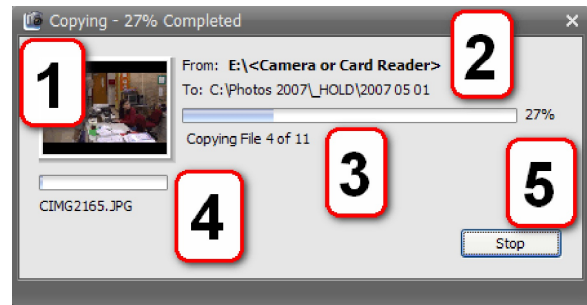 Copying - 27% Completed
1
2
From: E:\<Camera or Card Reader>
To: C:\Photos 2007\_HOLD\2007 05 01
27%
Copying File 4 of 11
3
4
5
CIMG2165.JPG
Stop